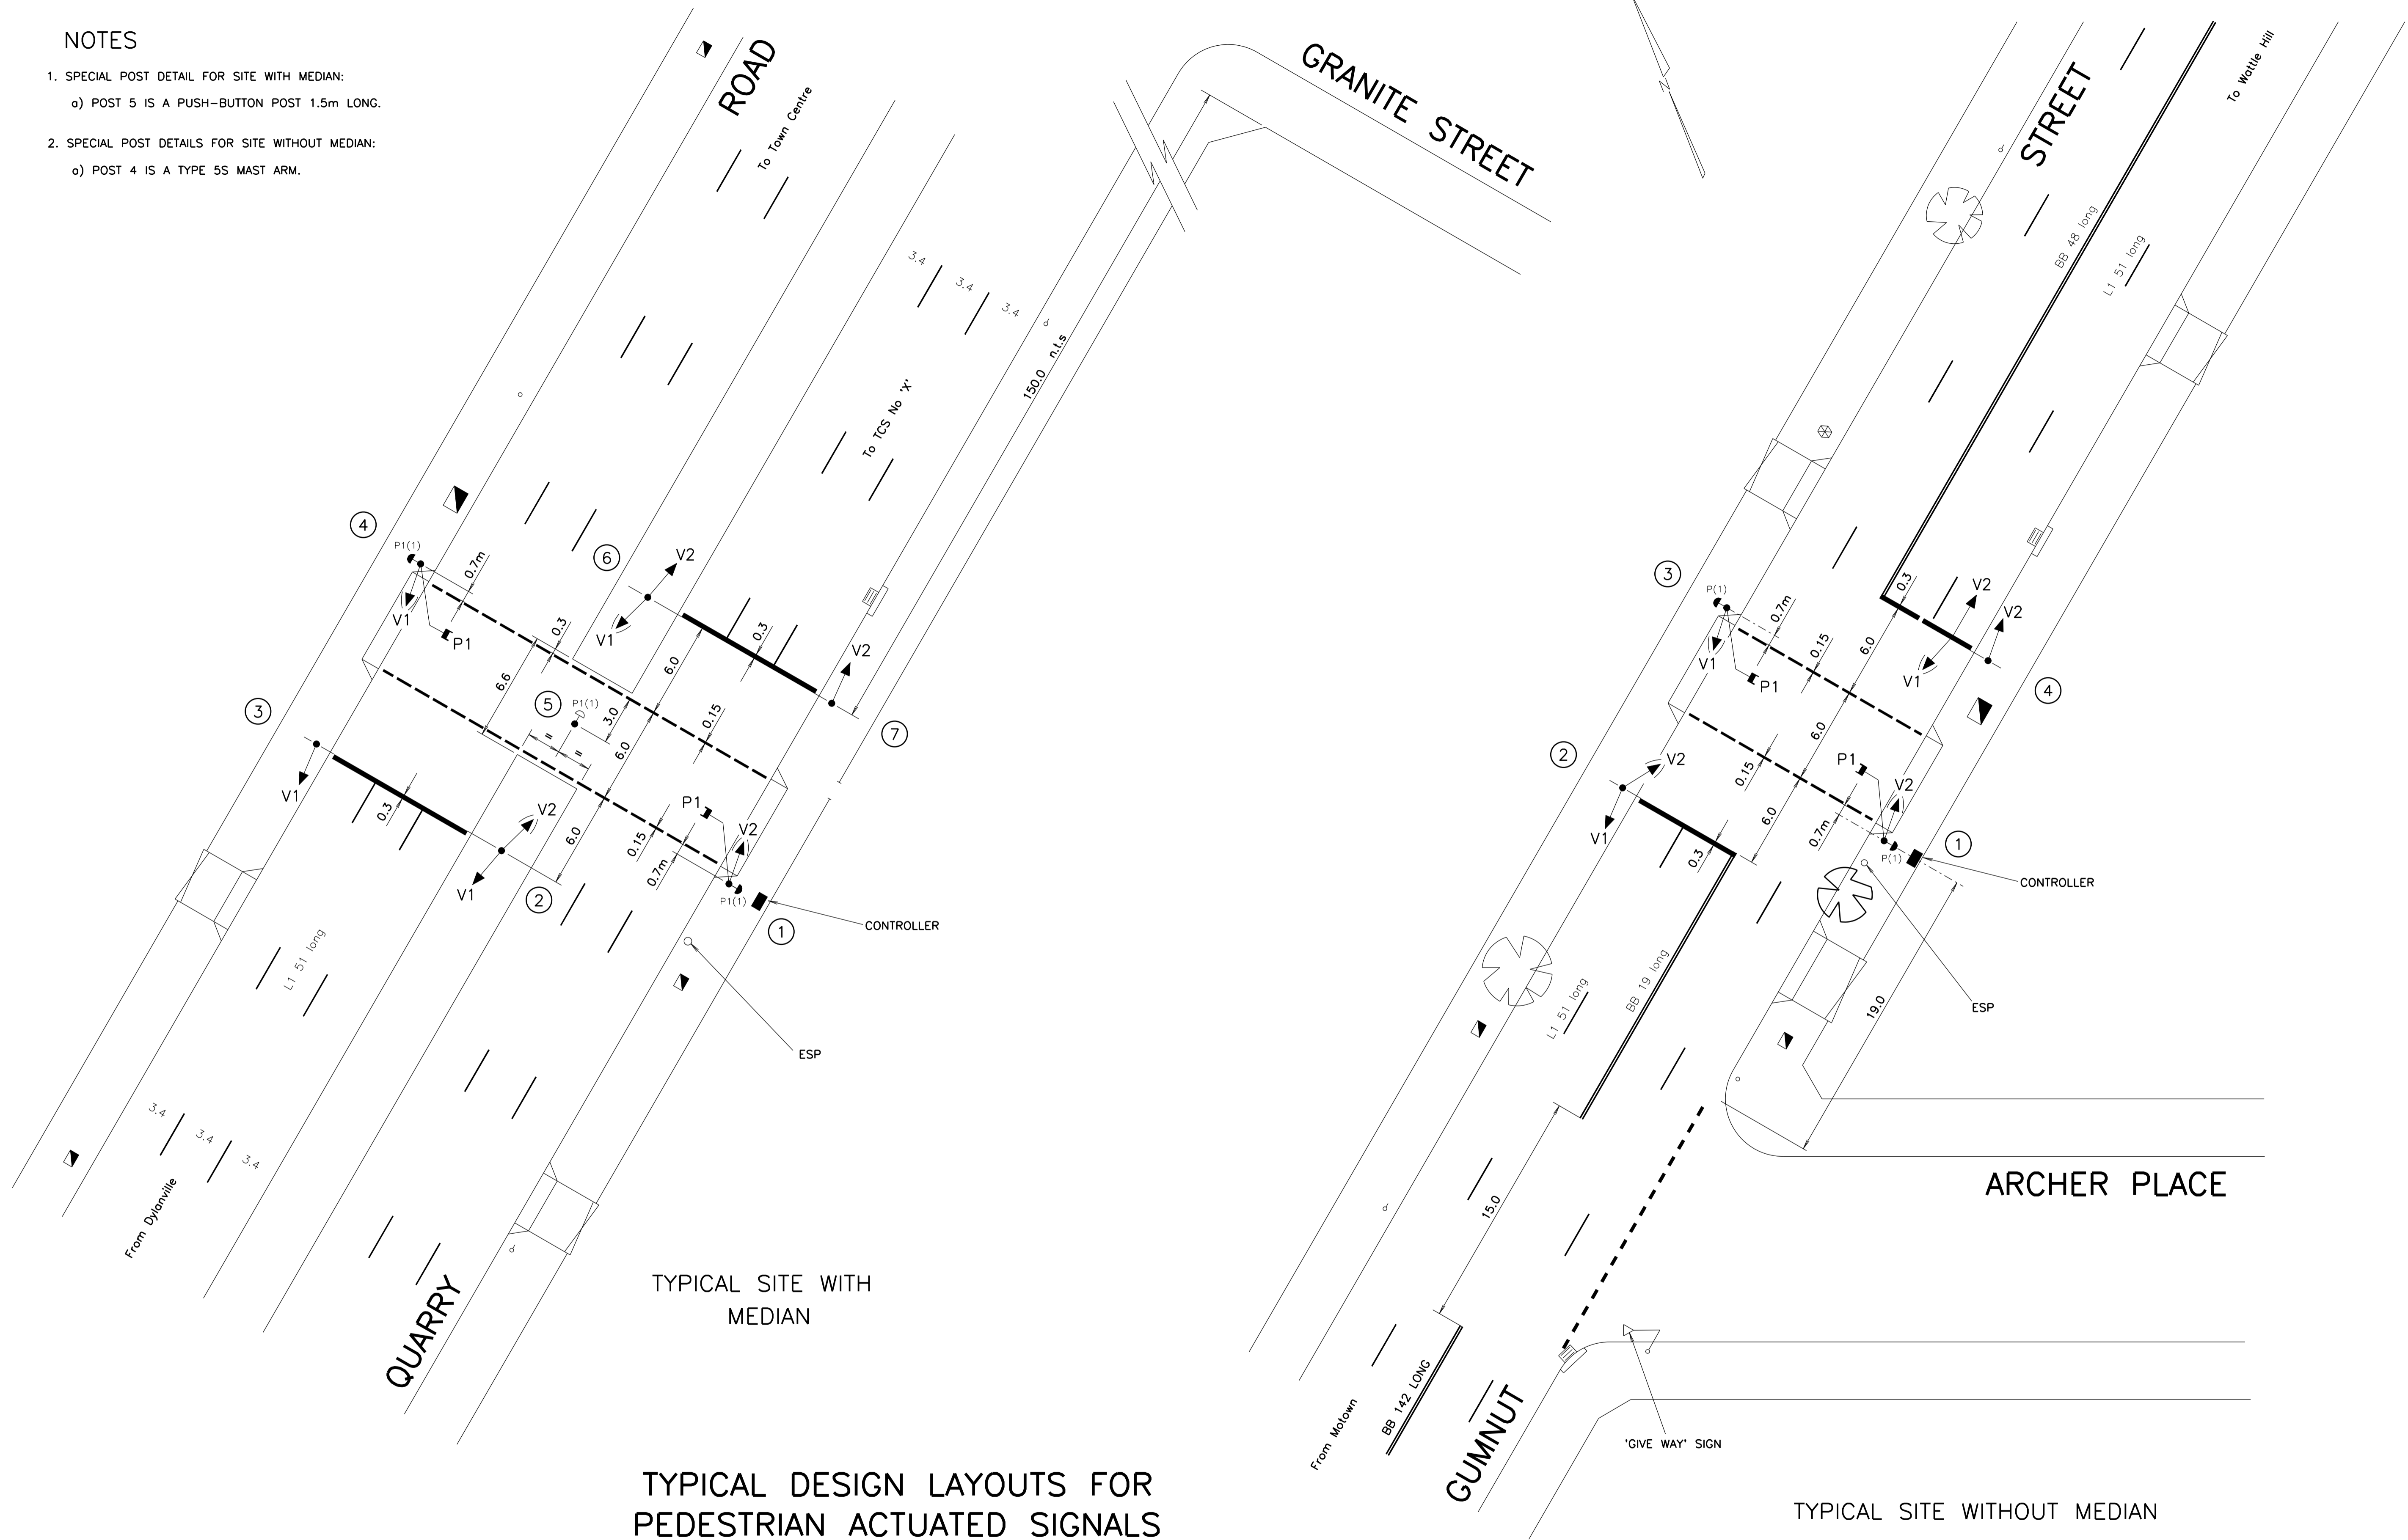 NOTES
1. SPECIAL POST DETAIL FOR SITE WITH MEDIAN:
a) POST 5 IS A PUSH-BUTTON POST 1.5m LONG.
2. SPECIAL POST DETAILS FOR SITE WITHOUT MEDIAN:
a) POST 4 IS A TYPE 5S MAST ARM.
ROAD
To Town Centre
GRANITE STREET
3.4
3.4
3.4
150.0 n.t.s
To TCS No 'X'
4
P1(1)
0.7m
V1
P1
6
V2
V1
0.3
0.3
6.0
V2
6.6
5
P1(1)
3.0
0.15
7
=
=
6.0
3
V1
0.3
P1
V2
V2
6.0
0.15
0.7m
V1
2
P1(1)
1
CONTROLLER
ESP
L1 51 long
3.4
3.4
3.4
From Dylanville
QUARRY
TYPICAL SITE WITH
MEDIAN
N
STREET
To Wattle Hill
BB 48 long
L1 51 long
3
P(1)
0.7m
V1
P1
0.15
6.0
0.3
V2
V2
V1
4
2
V2
V1
0.15
6.0
P1
V2
6.0
0.7m
0.3
P(1)
1
CONTROLLER
ESP
19.0
L1 51 long
BB 19 long
15.0
ARCHER PLACE
From Motown
BB 142 LONG
GUMNUT
'GIVE WAY' SIGN
TYPICAL SITE WITHOUT MEDIAN
TYPICAL DESIGN LAYOUTS FOR
PEDESTRIAN ACTUATED SIGNALS